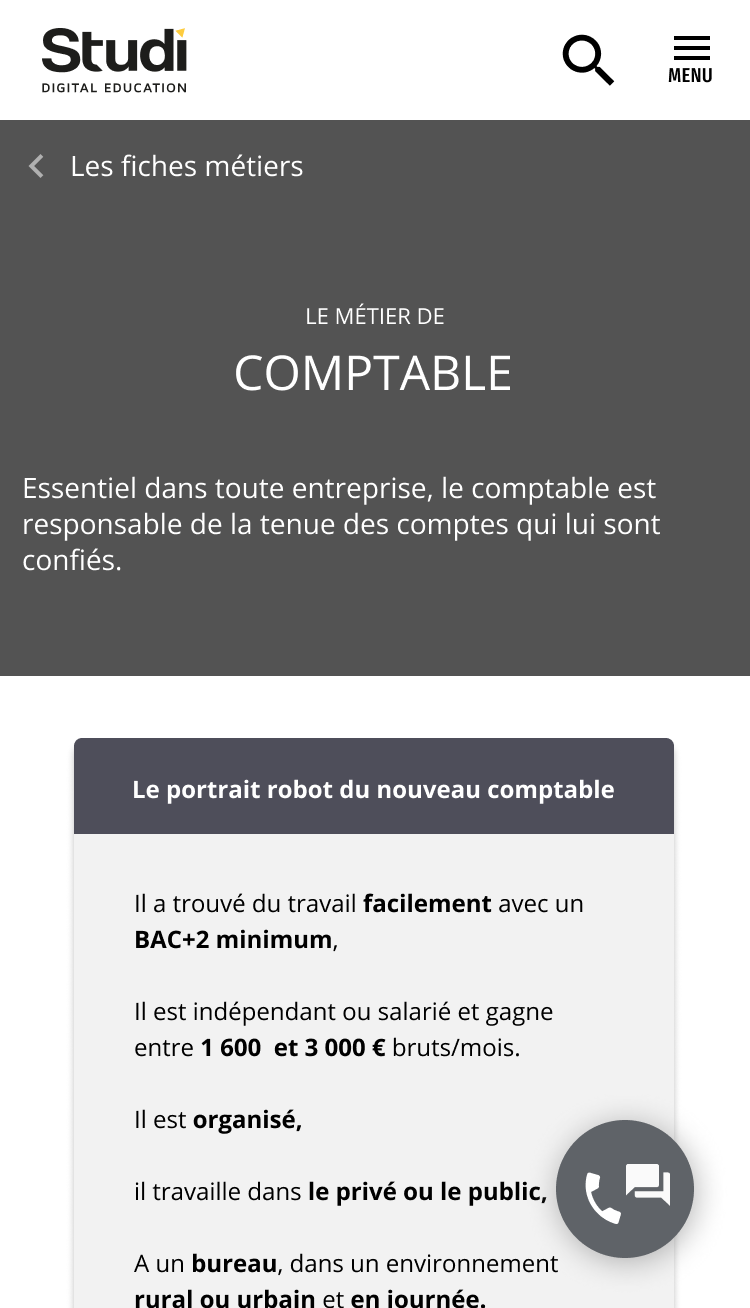 Studi
DIGITAL EDUCATION
MENU
Les fiches métiers
LE MÉTIER DE
COMPTABLE
Essentiel dans toute entreprise, le comptable est
responsable de la tenue des comptes qui lui sont
confiés.
Le portrait robot du nouveau comptable
Il a trouvé du travail facilement avec un
BAC+2 minimum,
Il est indépendant ou salarié et gagne
entre 1 600  et 3 000 € bruts/mois.
Il est organisé,
il travaille dans le privé ou le public,
A un bureau, dans un environnement
rural ou urbain et en journée.